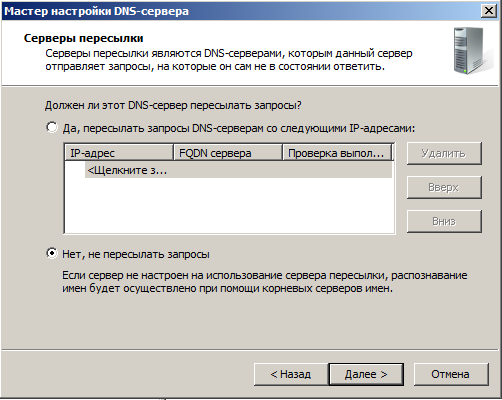 Мастер настройки DNS-сервера
Серверы пересылки
Серверы пересылки являются DNS-серверами, которым данный сервер
отправляет запросы, на которые он сам не в состоянии ответить.
Должен ли этот DNS-сервер пересылать запросы?
Да, пересылать запросы DNS-серверам со следующими IP-адресами:
IP-адрес FQDN сервера Проверка выпол...
<Щелкните з...
Удалить
Вверх
Вниз
Нет, не пересылать запросы
Если сервер не настроен на использование сервера пересылки, распознавание
имен будет осуществлено при помощи корневых серверов имен.
< Назад Далее > Отмена